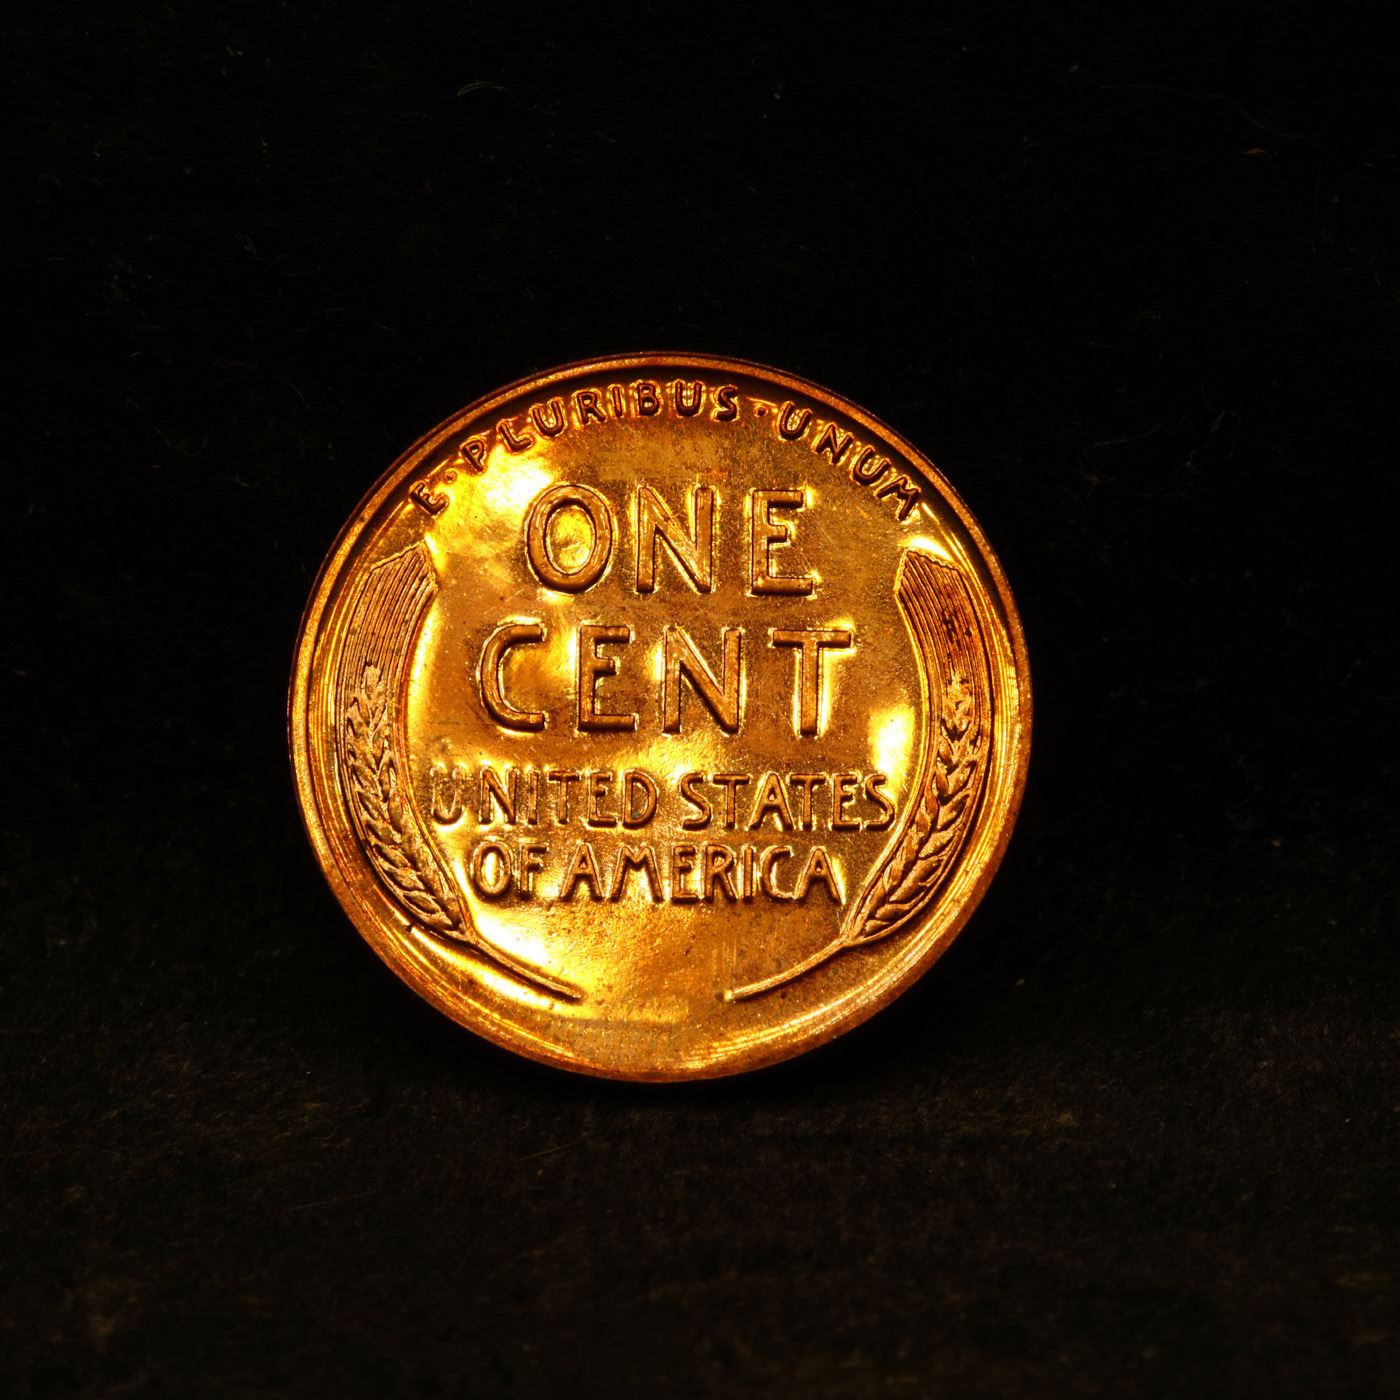 E·PLURIBUS·UNUM
ONE
CENT
UNITED STATES
OF AMERICA